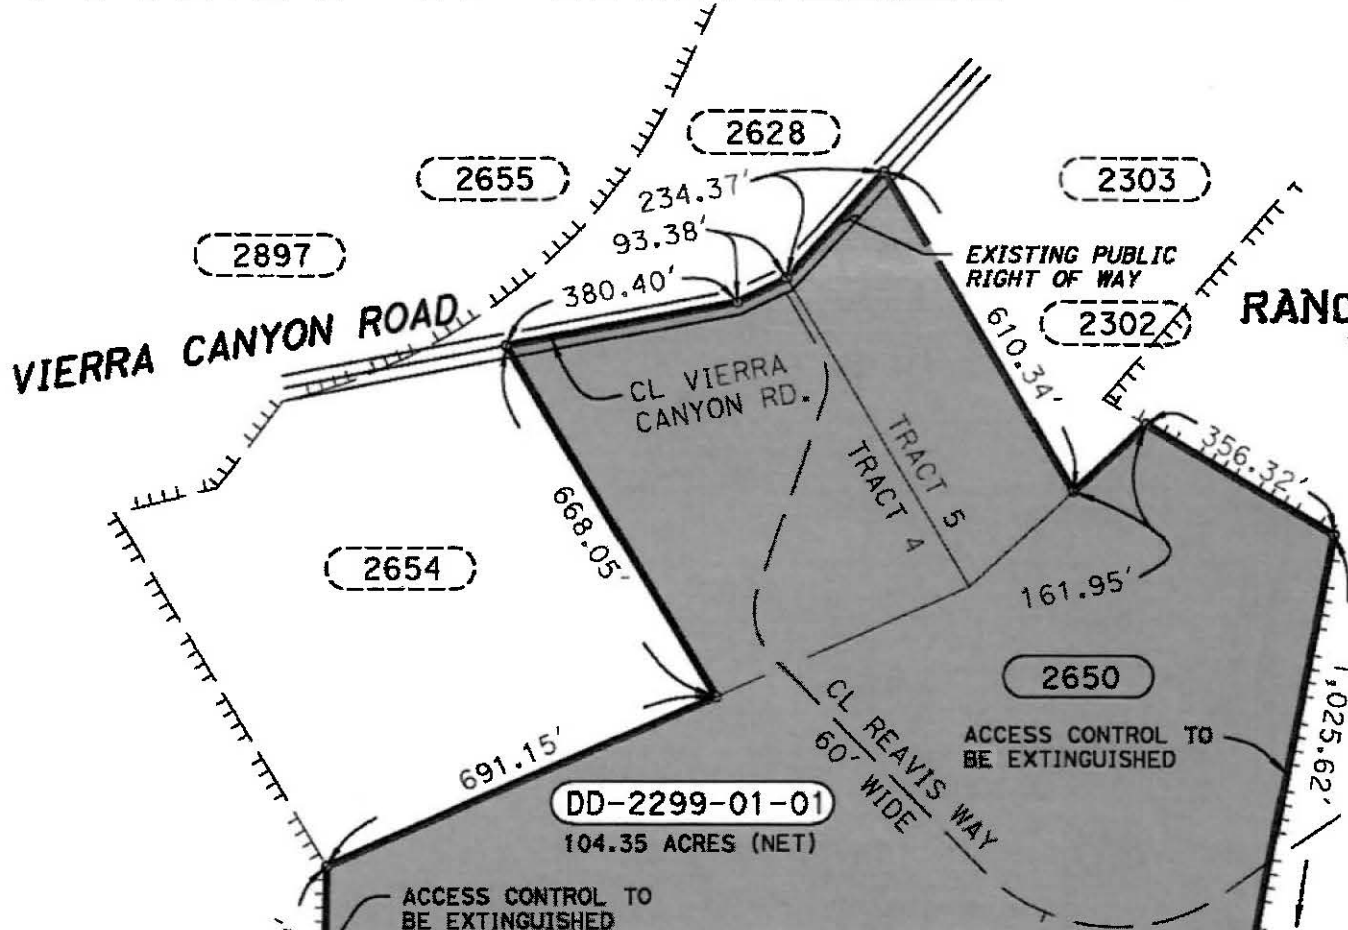 2628
2655
2303
234.37'
2897
93.38'
EXISTING PUBLIC
RIGHT OF WAY
380.40'
VIERRA CANYON ROAD
2302
610.34'
CL VIERRA
CANYON RD.
TRACT 5
TRACT 4
356.32'
668.05'
2654
161.95'
2650
1,025.62'
CL REAVIS WAY
60' WIDE
ACCESS CONTROL TO
BE EXTINGUISHED
691.15'
DD-2299-01-01
104.35 ACRES (NET)
ACCESS CONTROL TO
BE EXTINGUISHED